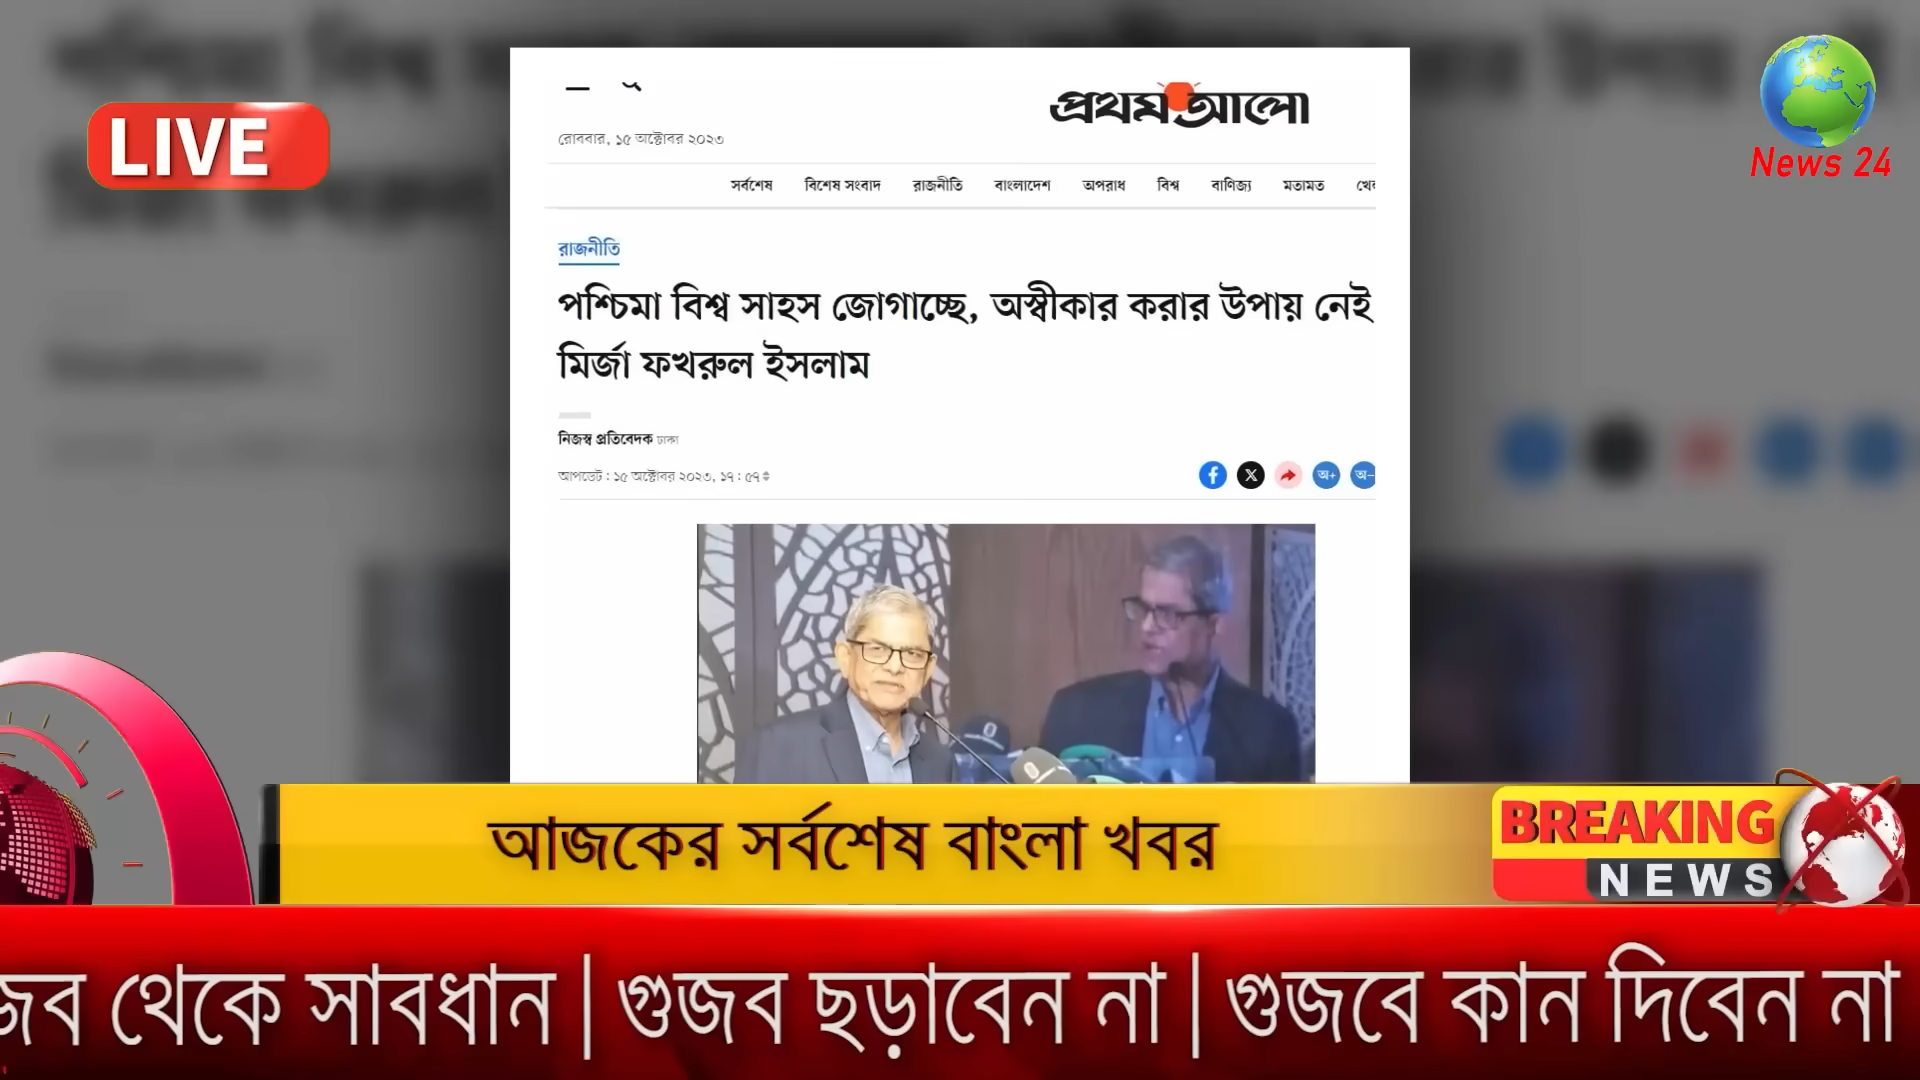 LIVE
প্রথম আলো
রোববার, ১৫ অক্টোবর ২০২৩
সর্বশেষ বিশেষ সংবাদ রাজনীতি বাংলাদেশ অপরাধ বিশ্ব বাণিজ্য মতামত
রাজনীতি
পশ্চিমা বিশ্ব সাহস জোগাচ্ছে, অস্বীকার করার উপায় নেই
মির্জা ফখরুল ইসলাম
নিজস্ব প্রতিবেদক ঢাকা
আপডেট : ১৫ অক্টোবর ২০২৩, ১৭ : ৫৭
অ+ অ-
News 24
আজকের সর্বশেষ বাংলা খবর
BREAKING
NEWS
জব থেকে সাবধান | গুজব ছড়াবেন না | গুজবে কান দিবেন না